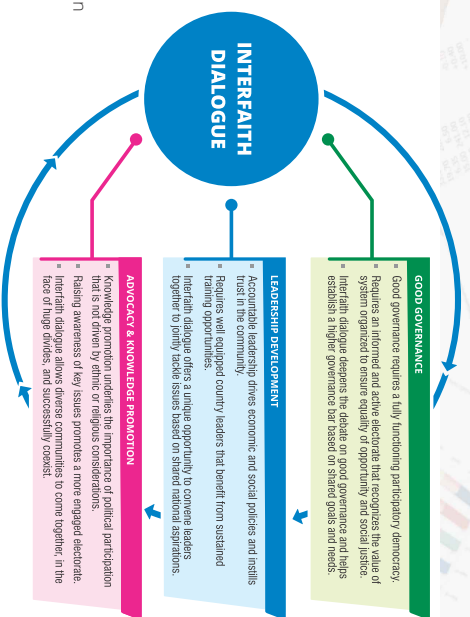 INTERFAITH
DIALOGUE
GOOD GOVERNANCE
Good governance requires a fully functioning participatory democracy.
Requires an informed and active electorate that recognizes the value of
system organized to ensure equality of opportunity and social justice.
Interfaith dialogue deepens the debate on good governance and helps
establish a higher governance bar based on shared goals and needs.
LEADERSHIP DEVELOPMENT
Accountable leadership drives economic and social policies and instills
trust in the community.
Requires well equipped country leaders that benefit from sustained
training opportunities.
Interfaith dialogue offers a unique opportunity to convene leaders
together to jointly tackle issues based on shared national aspirations.
ADVOCACY & KNOWLEDGE PROMOTION
Knowledge promotion underlies the importance of political participation
that is not driven by ethnic or religious considerations.
Raising awareness of key issues promotes a more engaged electorate.
Interfaith dialogue allows diverse communities to come together, in the
face of huge divides, and successfully coexist.